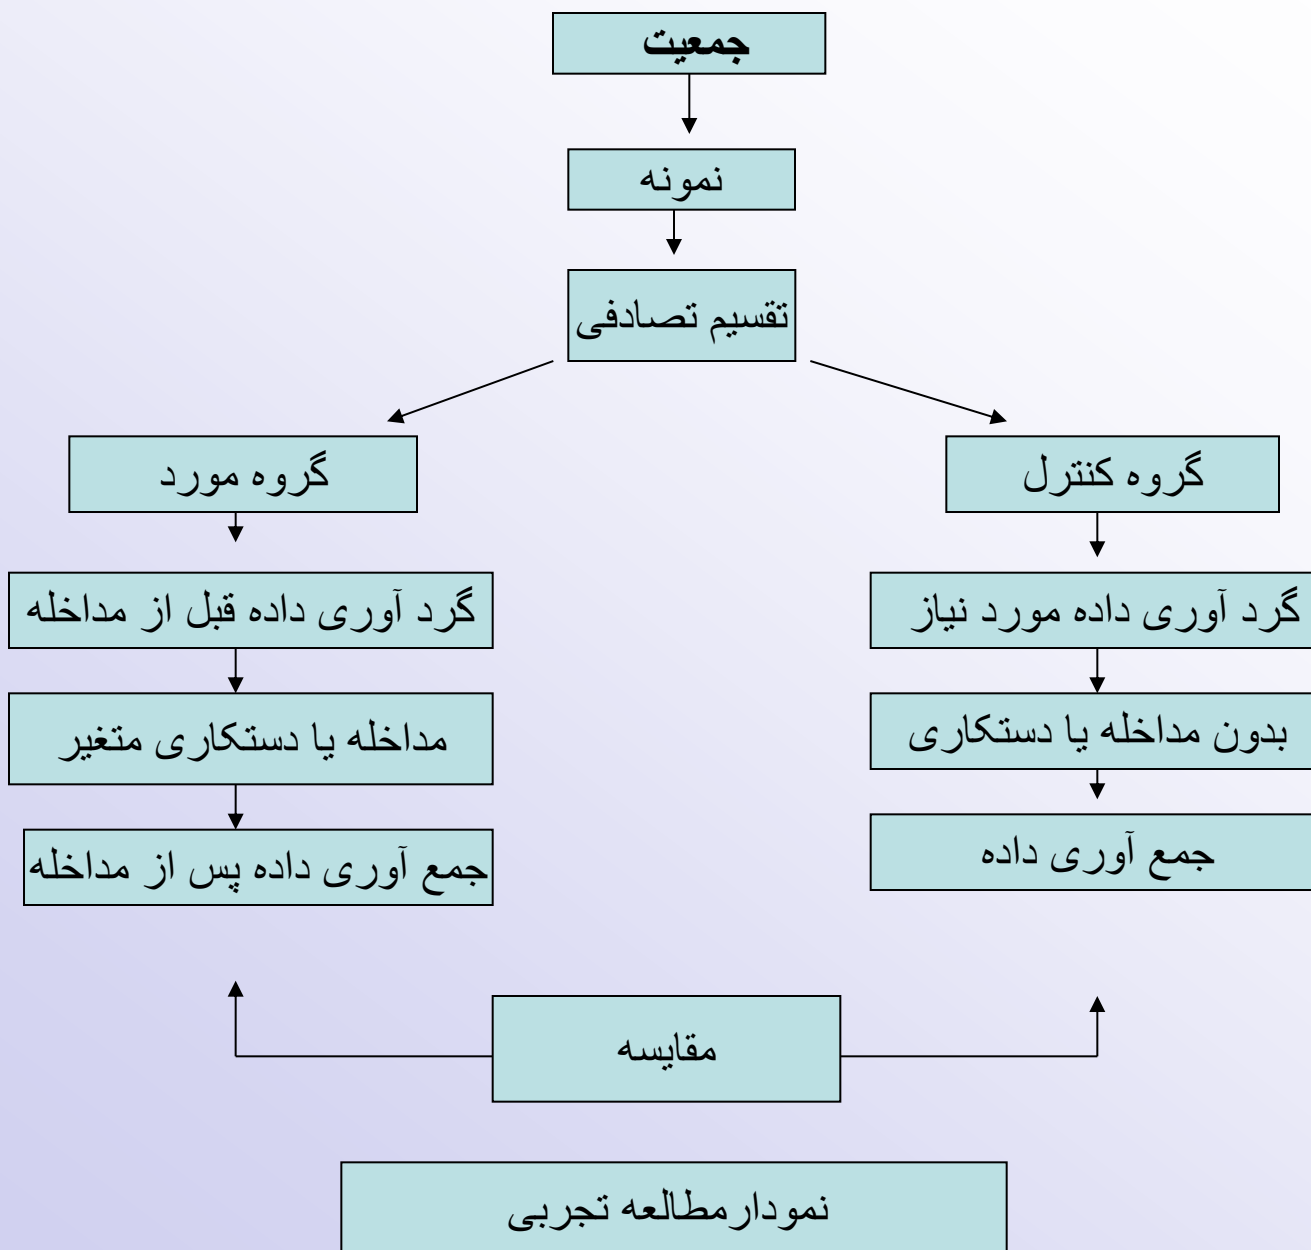 جمعیت
نمونه
تقسیم تصادفی
گروه کنترل
گروه مورد
گرد آوری داده مورد نیاز
گرد آوری داده قبل از مداخله
بدون مداخله یا دستکاری
مداخله یا دستکاری متغیر
جمع آوری داده
جمع آوری داده پس از مداخله
مقایسه
نمودارمطالعه تجربی